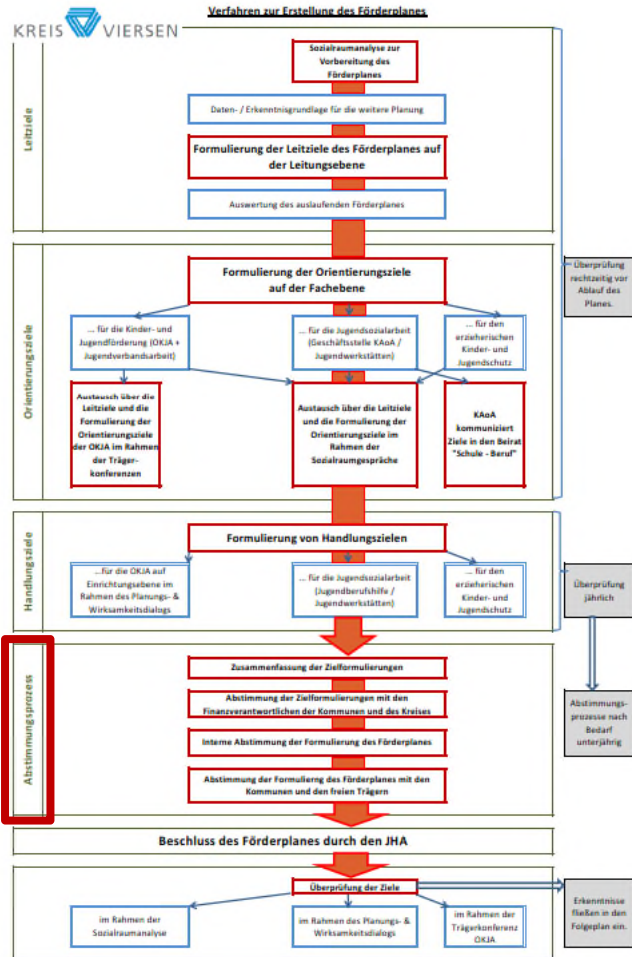 Verfahren zur Erstellung des Förderplanes
KREIS VIERSEN
Leitziele
Sozialraumanalyse zur
Vorbereitung des
Förderplanes
Daten- / Erkenntnisgrundlage für die weitere Planung
Formulierung der Leitziele des Förderplanes auf
der Leitungsebene
Auswertung des auslaufenden Förderplanes
Überprüfung
rechtzeitig vor
Ablauf des
Planes.
Orientierungsziele
Formulierung der Orientierungsziele
auf der Fachebene
... für die Kinder- und
Jugendförderung (OKJA +
Jugendverbandsarbeit)
... für die Jugendsozialarbeit
(Geschäftsstelle KAoA /
Jugendwerkstätten)
... für den
erzieherischen
Kinder- und
Jugendschutz
Austausch über die
Leitziele und die
Formulierung der
Orientierungsziele
der OKJA im Rahmen
der Träger-
konferenzen
Austausch über die Leitziele
und die Formulierung der
Orientierungsziele im
Rahmen der
Sozialraumgespräche
KAoA
kommuniziert
Ziele in den Beirat
"Schule - Beruf"
Handlungsziele
Formulierung von Handlungszielen
...für die OKJA auf
Einrichtungsebene im
Rahmen des Planungs- &
Wirksamkeitsdialogs
... für die Jugendsozialarbeit
(Jugendberufshilfe /
Jugendwerkstätten)
... für den
erzieherischen
Kinder- und
Jugendschutz
Überprüfung
jährlich
Abstimmungsprozess
Zusammenfassung der Zielformulierungen
Abstimmung der Zielformulierungen mit den
Finanzverantwortlichen der Kommunen und des Kreises
Interne Abstimmung der Formulierung des Förderplanes
Abstimmung der Formulierng des Förderplanes mit den
Kommunen und den freien Trägern
Abstimmungs-
prozesse nach
Bedarf
unterjährig
Beschluss des Förderplanes durch den JHA
Überprüfung der Ziele
im Rahmen der
Sozialraumanalyse
im Rahmen des Planungs- &
Wirksamkeitsdialogs
im Rahmen der
Trägerkonferenz
OKJA
Erkenntnisse
fließen in den
Folgeplan ein.